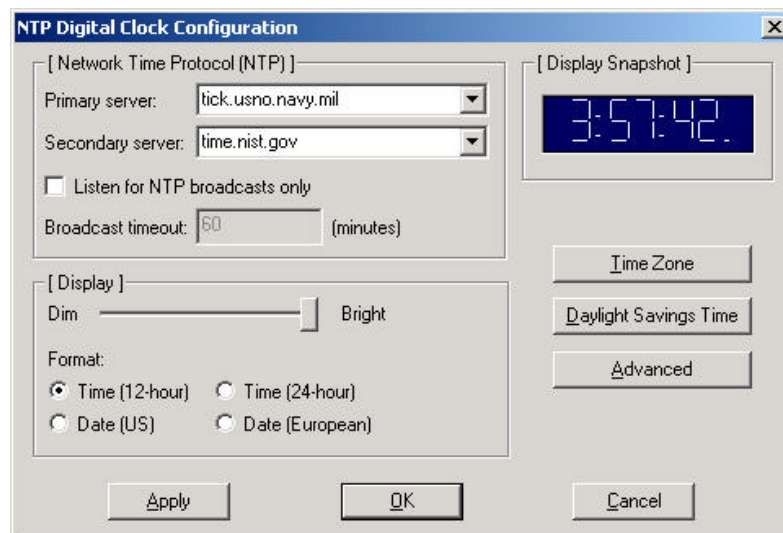 NTP Digital Clock Configuration
[ Network Time Protocol (NTP) ]
Primary server: tick.usno.navy.mil
Secondary server: time.nist.gov
Listen for NTP broadcasts only
Broadcast timeout: 60 (minutes)
[ Display Snapshot ]
3:57:42.
[ Display ]
Dim Bright
Format:
Time (12-hour) Time (24-hour)
Date (US) Date (European)
Time Zone
Daylight Savings Time
Advanced
Apply OK Cancel